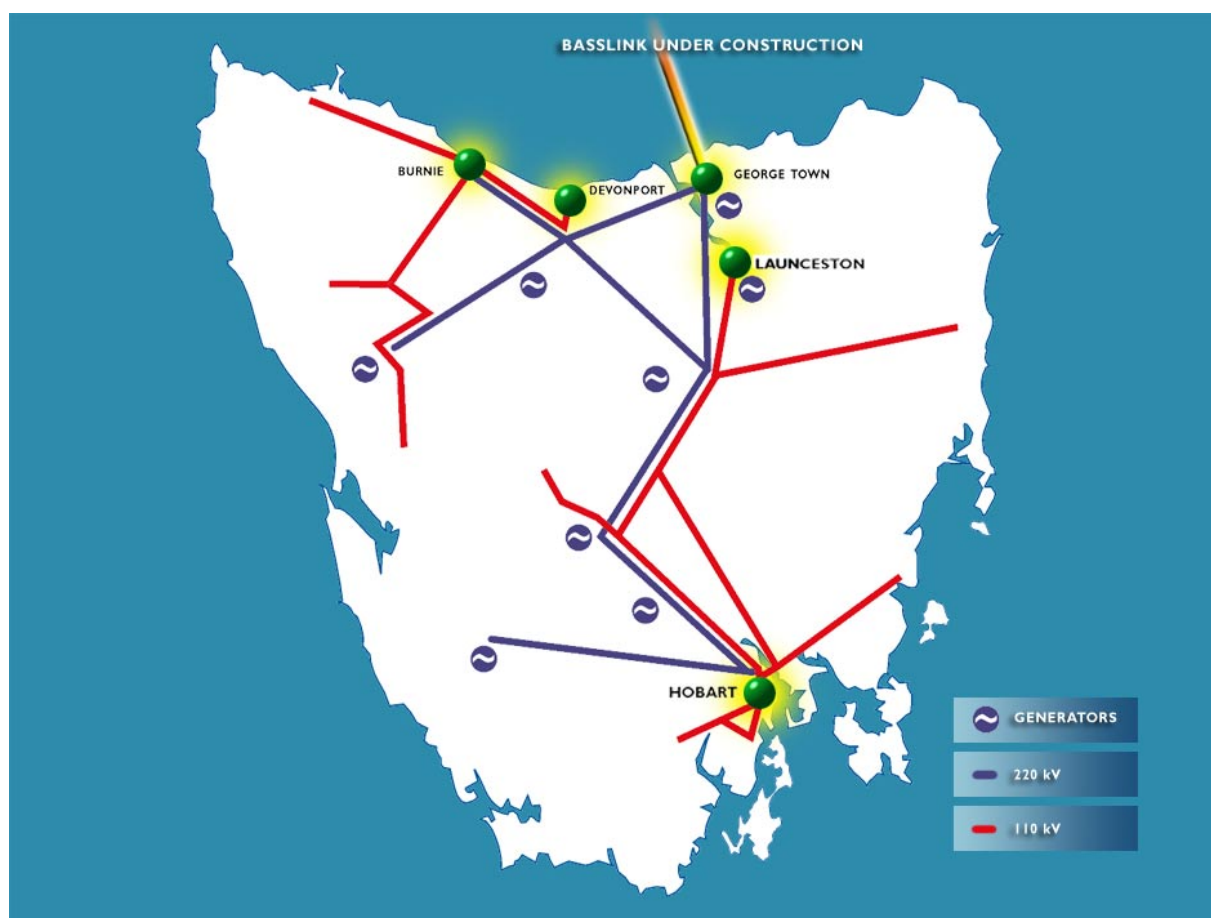 BASSLINK UNDER CONSTRUCTION
BURNIE
DEVONPORT
GEORGE TOWN
LAUNCESTON
HOBART
GENERATORS
220 kV
110 kV